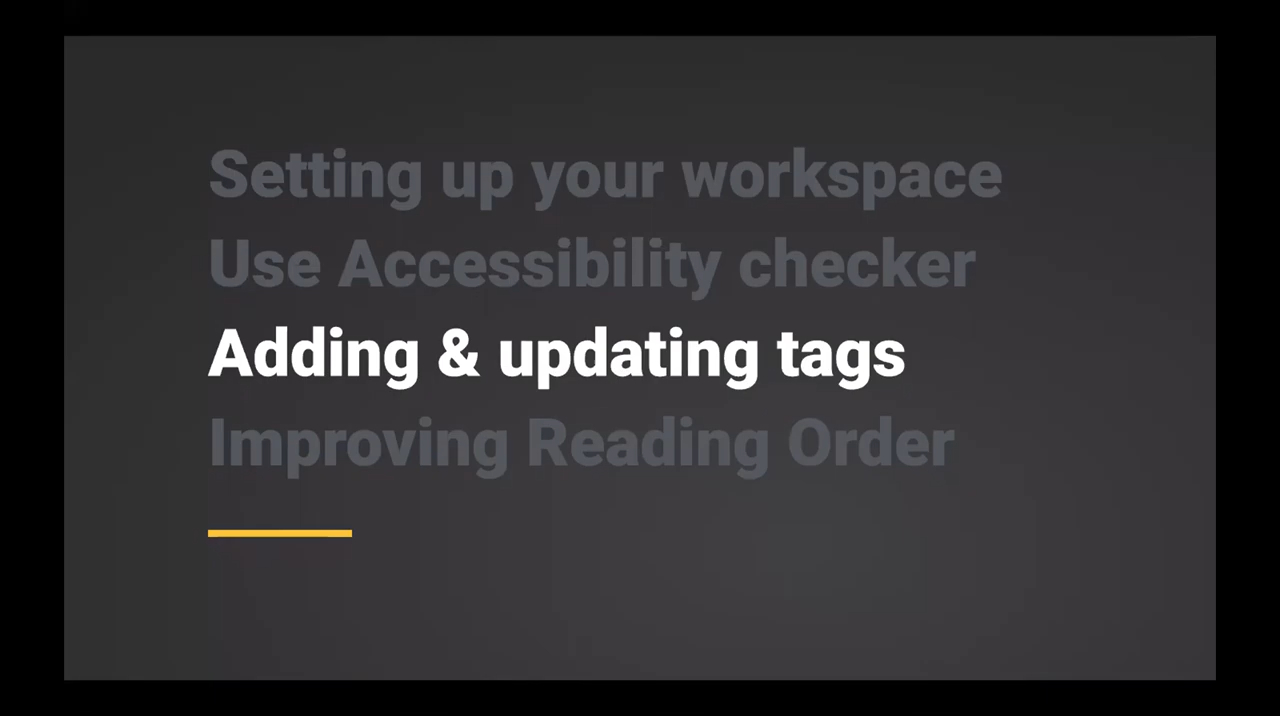 Setting up your workspace
Use Accessibility checker
Adding & updating tags
Improving Reading Order